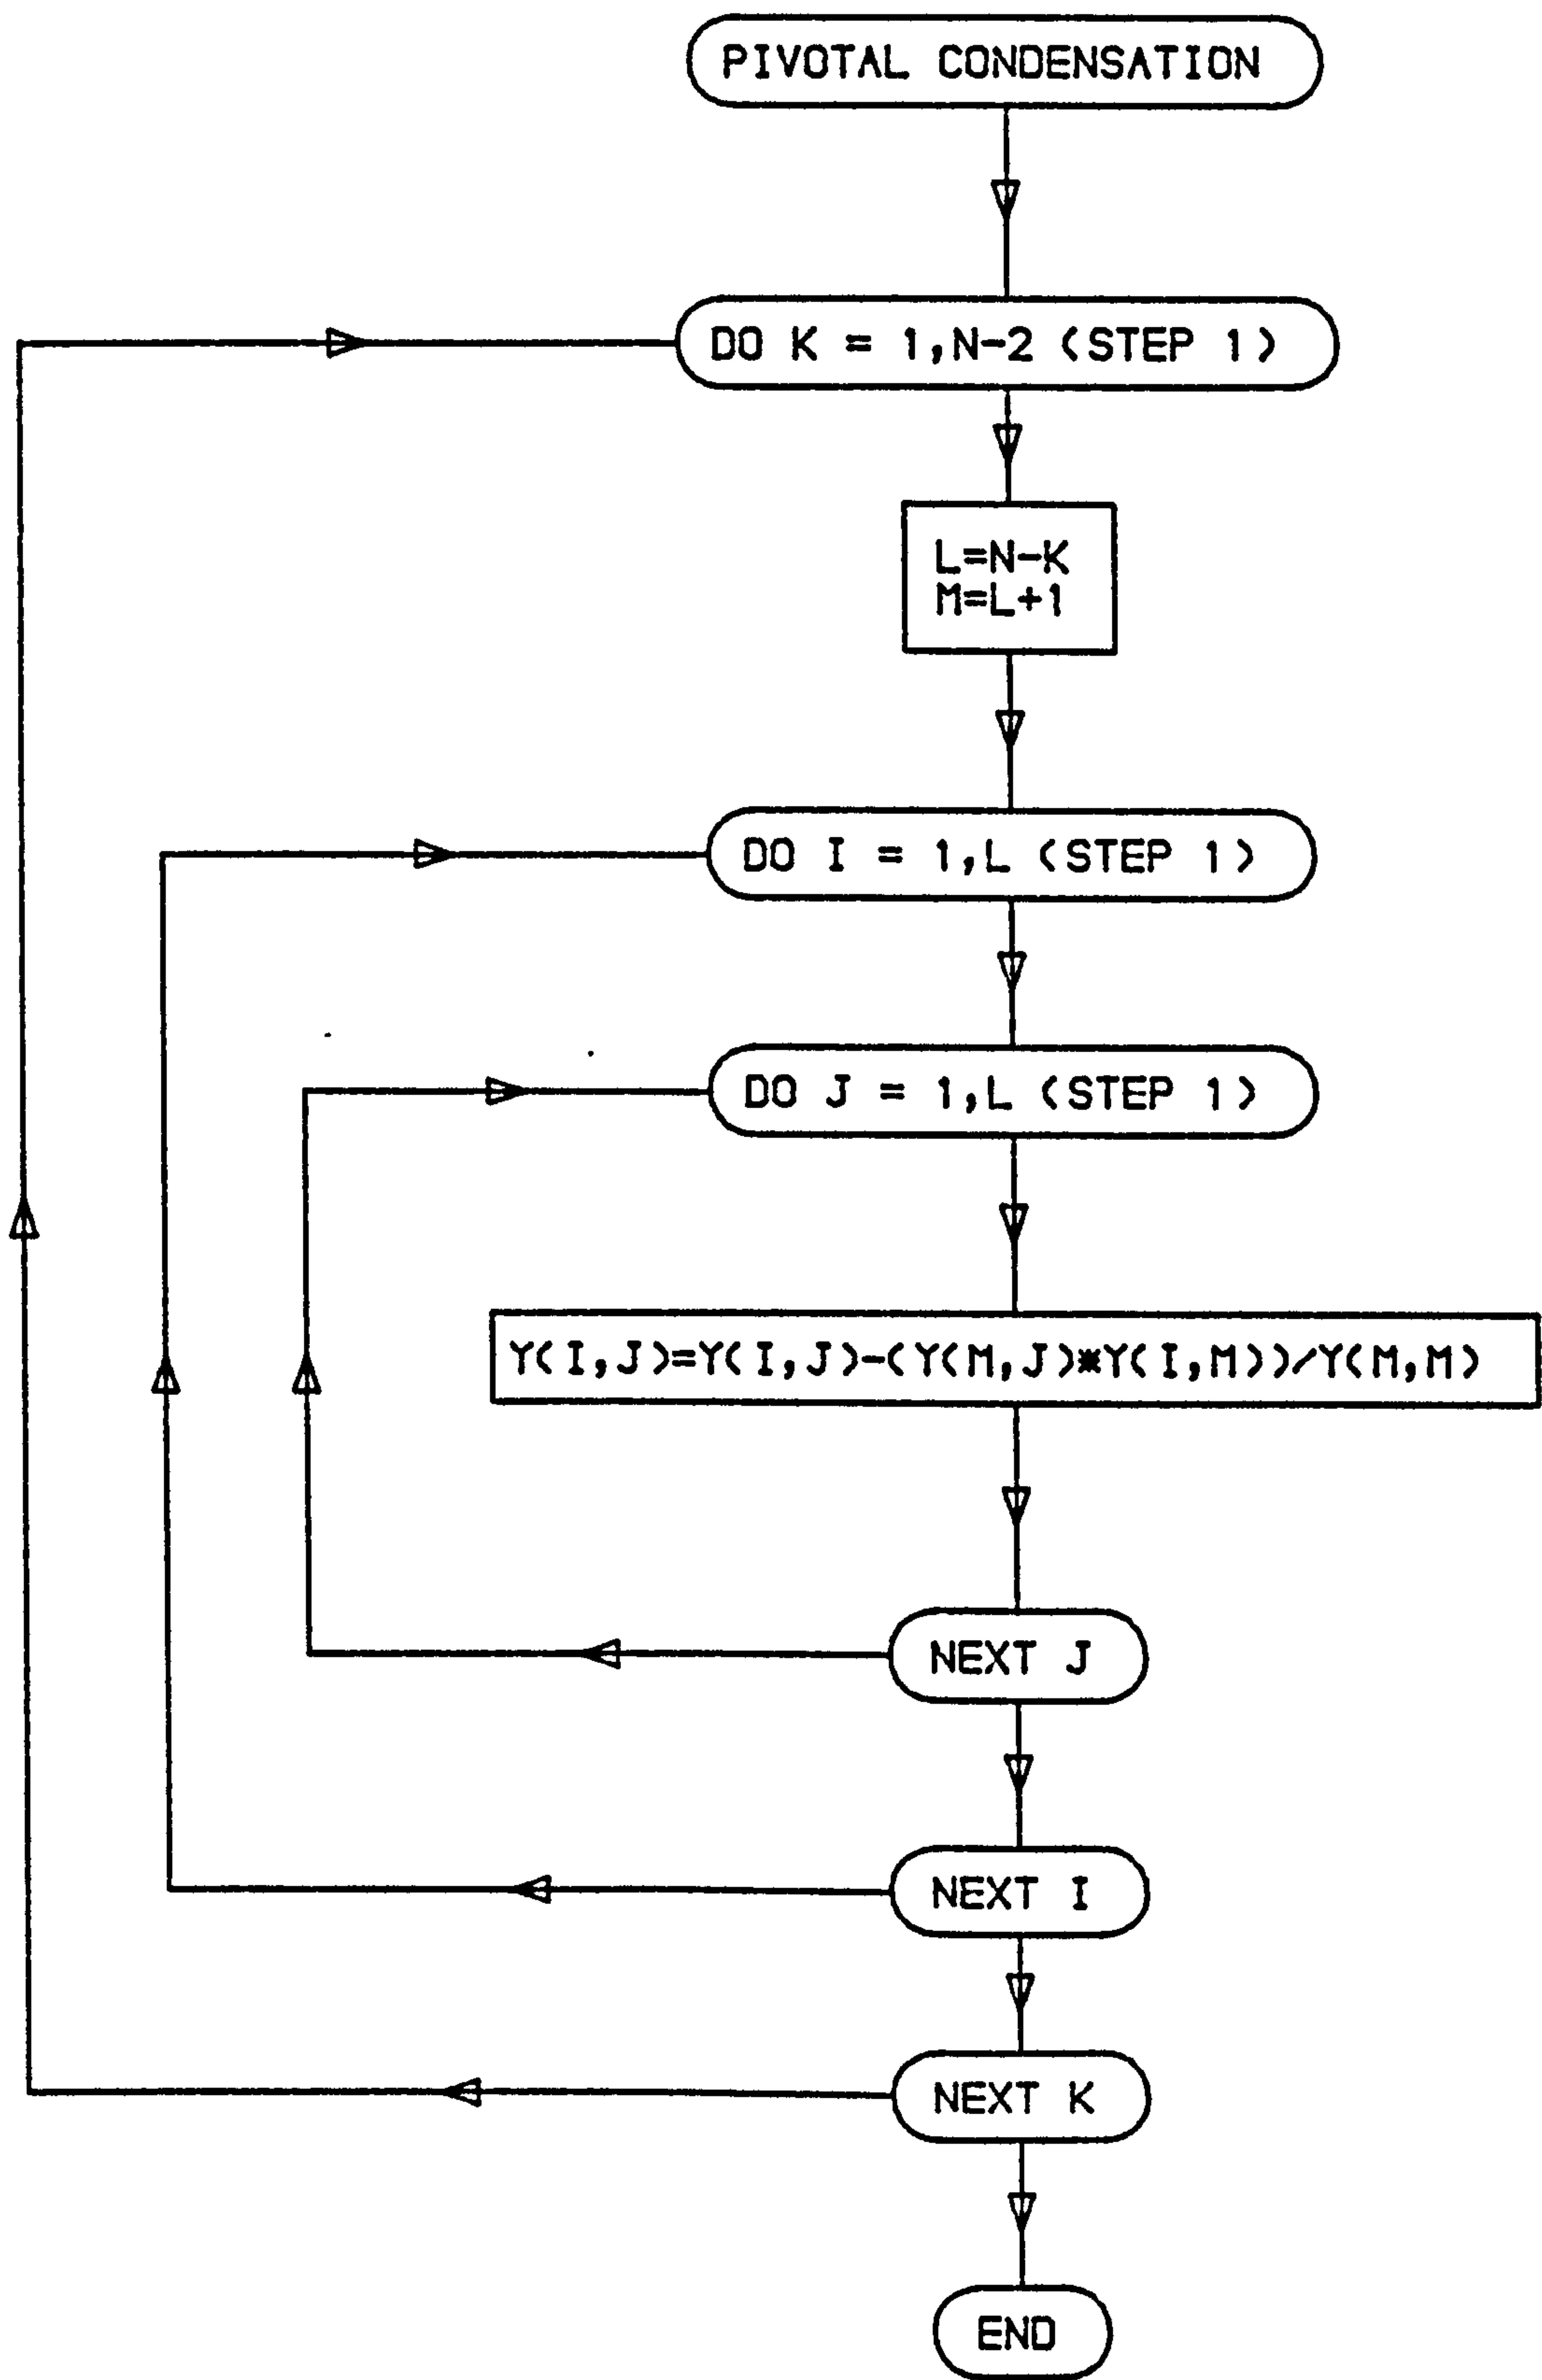 PIVOTAL CONDENSATION
DO K = 1,N-2 (STEP 1)
L=N-K
M=L+1
DO I = 1,L (STEP 1)
DO J = 1,L (STEP 1)
Y(I,J)=Y(I,J)-(Y(M,J)*Y(I,M))/Y(M,M)
NEXT J
NEXT I
NEXT K
END